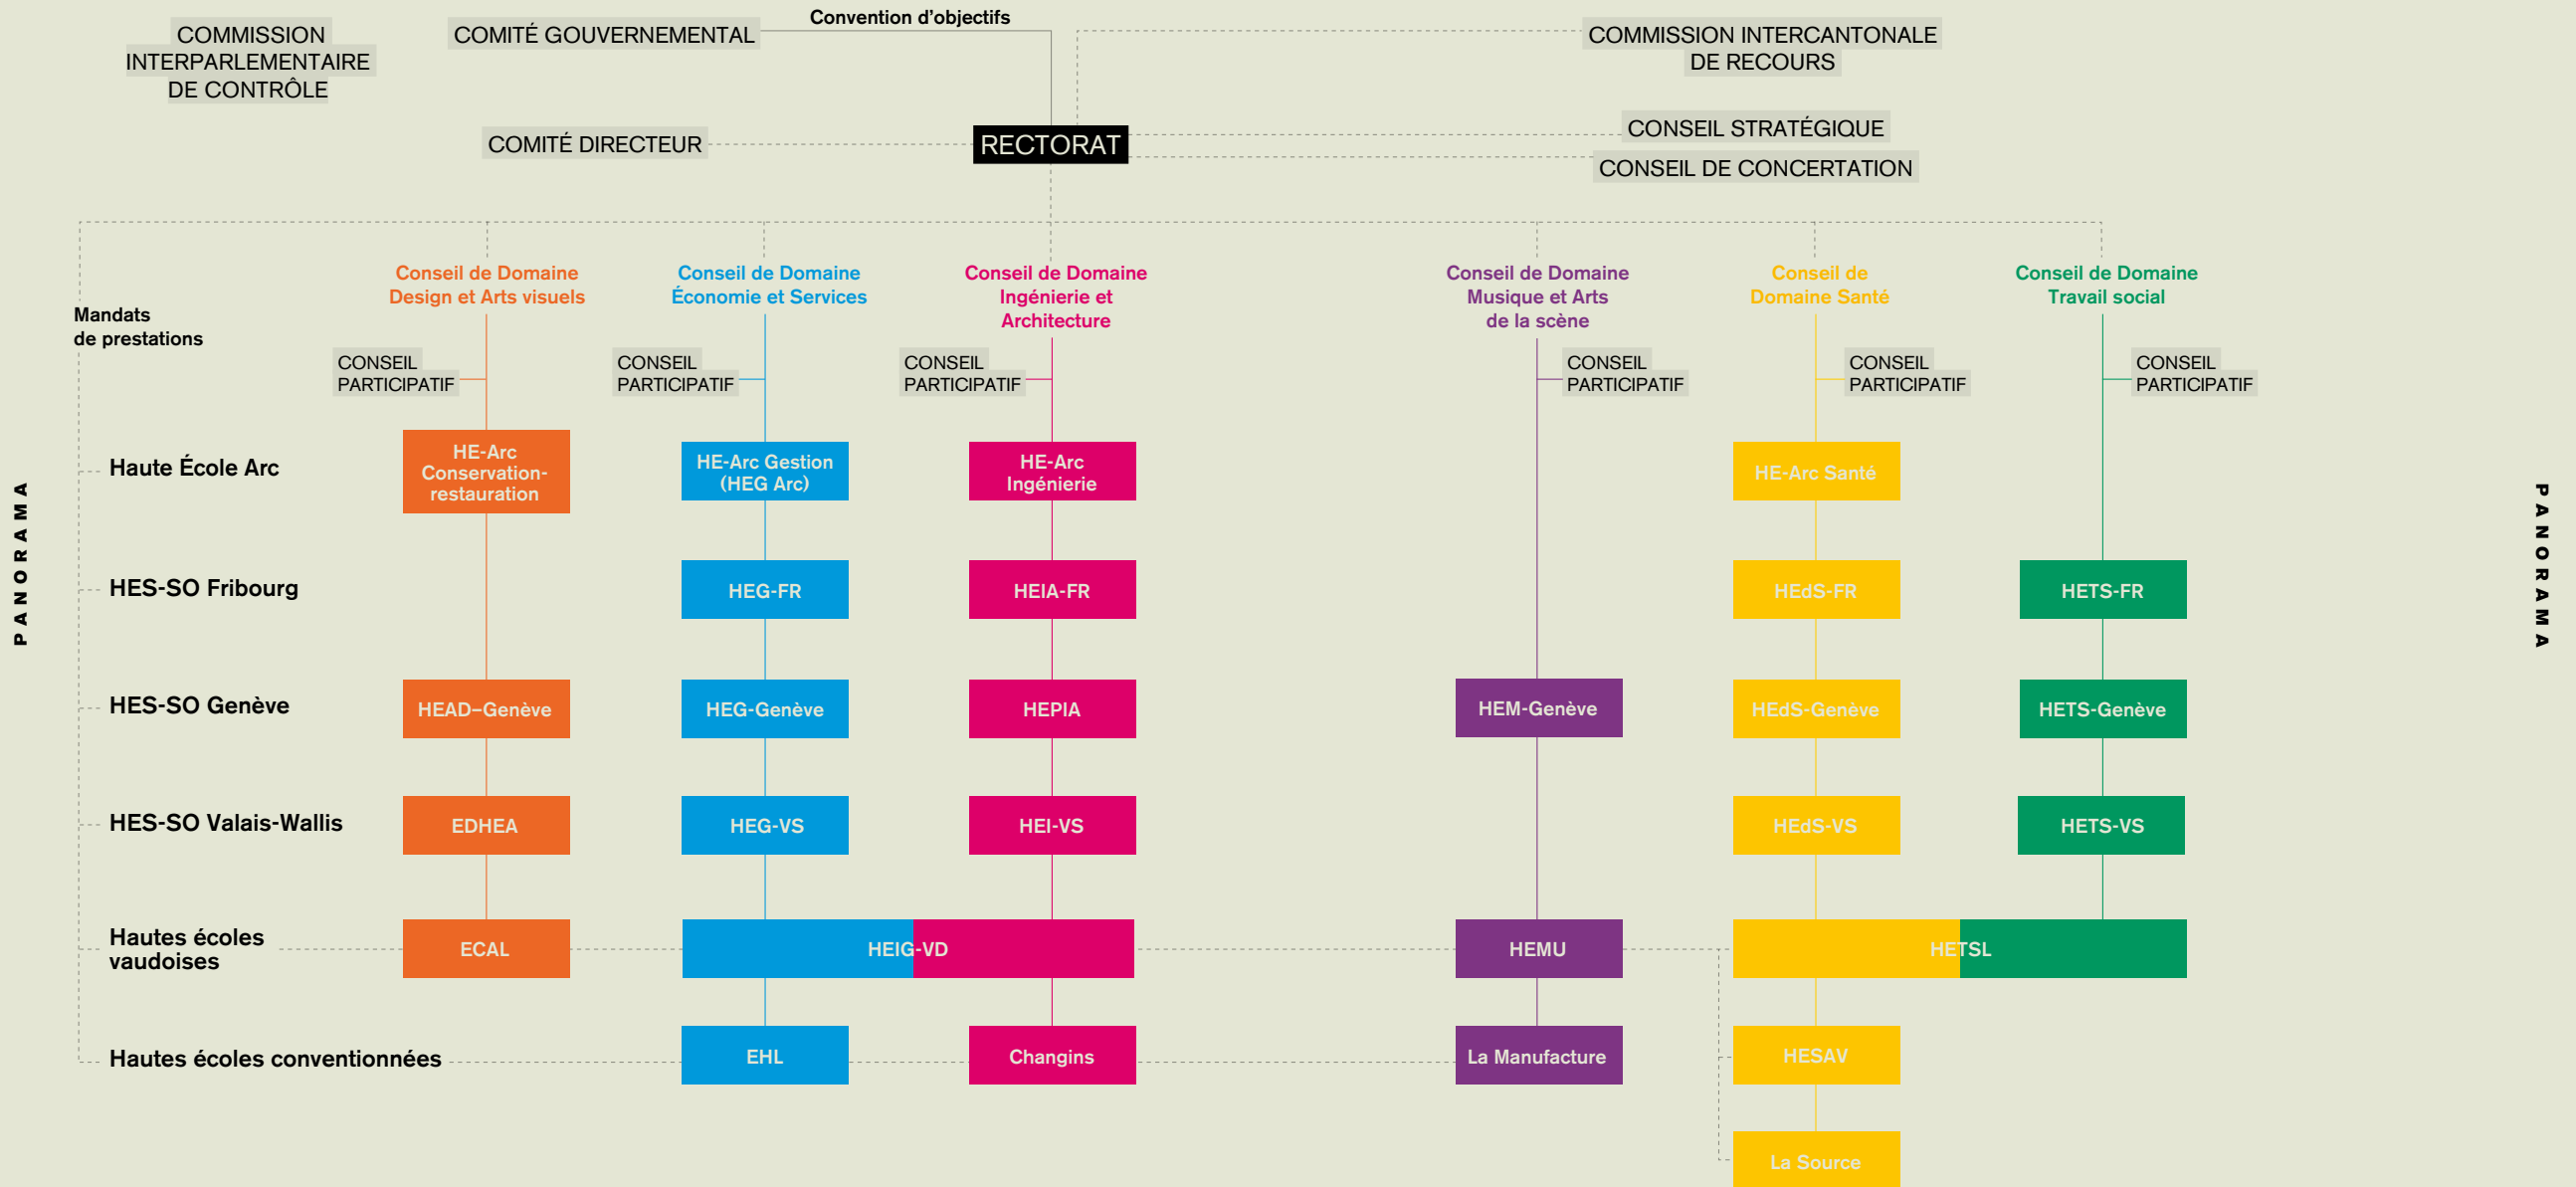 COMMISSION
INTERPARLEMENTAIRE
DE CONTRÔLE
COMITÉ GOUVERNEMENTAL
Convention d'objectifs
COMMISSION INTERCANTONALE
DE RECOURS
COMITÉ DIRECTEUR
RECTORAT
CONSEIL STRATÉGIQUE
CONSEIL DE CONCERTATION
Mandats
de prestations
Conseil de Domaine
Design et Arts visuels
Conseil de Domaine
Économie et Services
Conseil de Domaine
Ingénierie et
Architecture
Conseil de Domaine
Musique et Arts
de la scène
Conseil de
Domaine Santé
Conseil de Domaine
Travail social
CONSEIL
PARTICIPATIF
CONSEIL
PARTICIPATIF
CONSEIL
PARTICIPATIF
CONSEIL
PARTICIPATIF
CONSEIL
PARTICIPATIF
CONSEIL
PARTICIPATIF
Haute École Arc
HE-Arc
Conservation-
restauration
HE-Arc Gestion
(HEG Arc)
HE-Arc
Ingénierie
HE-Arc Santé
HES-SO Fribourg
HEG-FR
HEIA-FR
HEdS-FR
HETS-FR
HES-SO Genève
HEAD–Genève
HEG-Genève
HEPIA
HEM-Genève
HEdS-Genève
HETS-Genève
HES-SO Valais-Wallis
EDHEA
HEG-VS
HEI-VS
HEdS-VS
HETS-VS
Hautes écoles
vaudoises
ECAL
HEIG-VD
HEMU
HETSL
Hautes écoles conventionnées
EHL
Changins
La Manufacture
HESAV
La Source
PANORAMA
PANORAMA